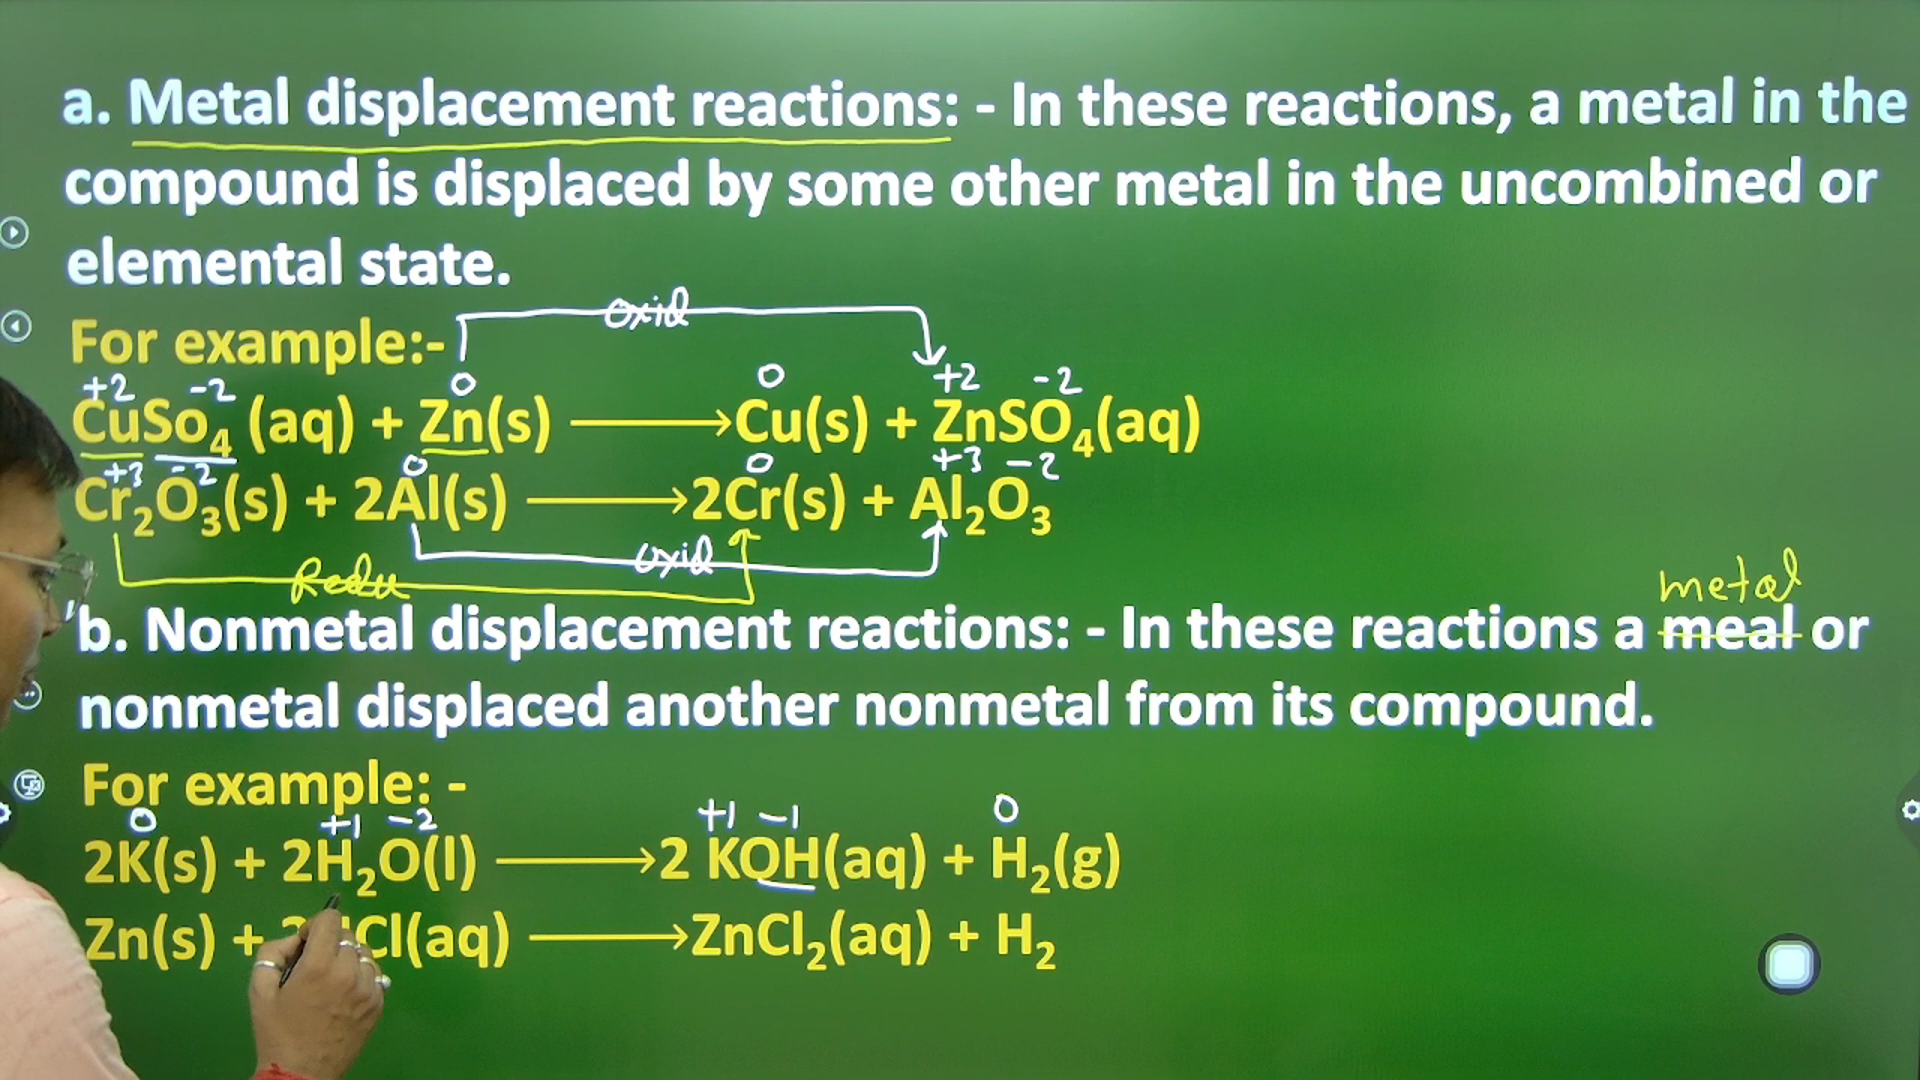 a. Metal displacement reactions: - In these reactions, a metal in the
compound is displaced by some other metal in the uncombined or
elemental state.
oxid
For example:-
+2 -2 0 0 +2 -2
CuSo₄ (aq) + Zn(s) ⟶ Cu(s) + ZnSO₄(aq)
+3 -2 0 0 +3 -2
Cr₂O₃(s) + 2Al(s) ⟶ 2Cr(s) + Al₂O₃
oxid
Redu
metal
b. Nonmetal displacement reactions: - In these reactions a meal or
nonmetal displaced another nonmetal from its compound.
For example: -
0 +1 -2 +1 -1 0
2K(s) + 2H₂O(l) ⟶ 2 KOH(aq) + H₂(g)
Zn(s) + Cl(aq) ⟶ ZnCl₂(aq) + H₂